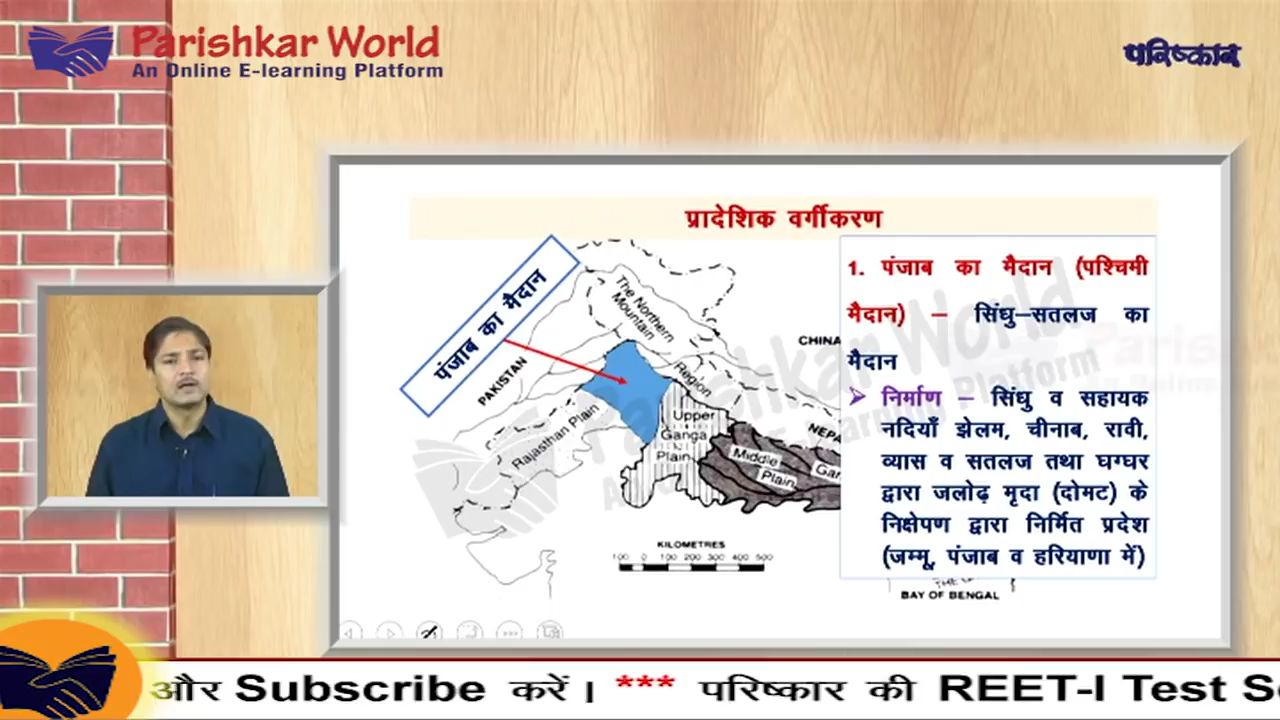 Parishkar World
An Online E-learning Platform
परिष्कार
प्रादेशिक वर्गीकरण
पंजाब का मैदान
The Northern
Mountain
Region
CHINA
PAKISTAN
Rajasthan Plain
Upper
Ganga
Plain
Middle
Plain
KILOMETRES
100 0 100 200 300 400 500
BAY OF BENGAL
1. पंजाब का मैदान (पश्चिमी
मैदान) – सिंधु–सतलज का
मैदान
➢ निर्माण – सिंधु व सहायक
नदियाँ झेलम, चीनाब, रावी,
व्यास व सतलज तथा घग्घर
द्वारा जलोढ़ मृदा (दोमट) के
निक्षेपण द्वारा निर्मित प्रदेश
(जम्मू, पंजाब व हरियाणा में)
Parishkar World
और Subscribe करें। *** परिष्कार की REET-I Test